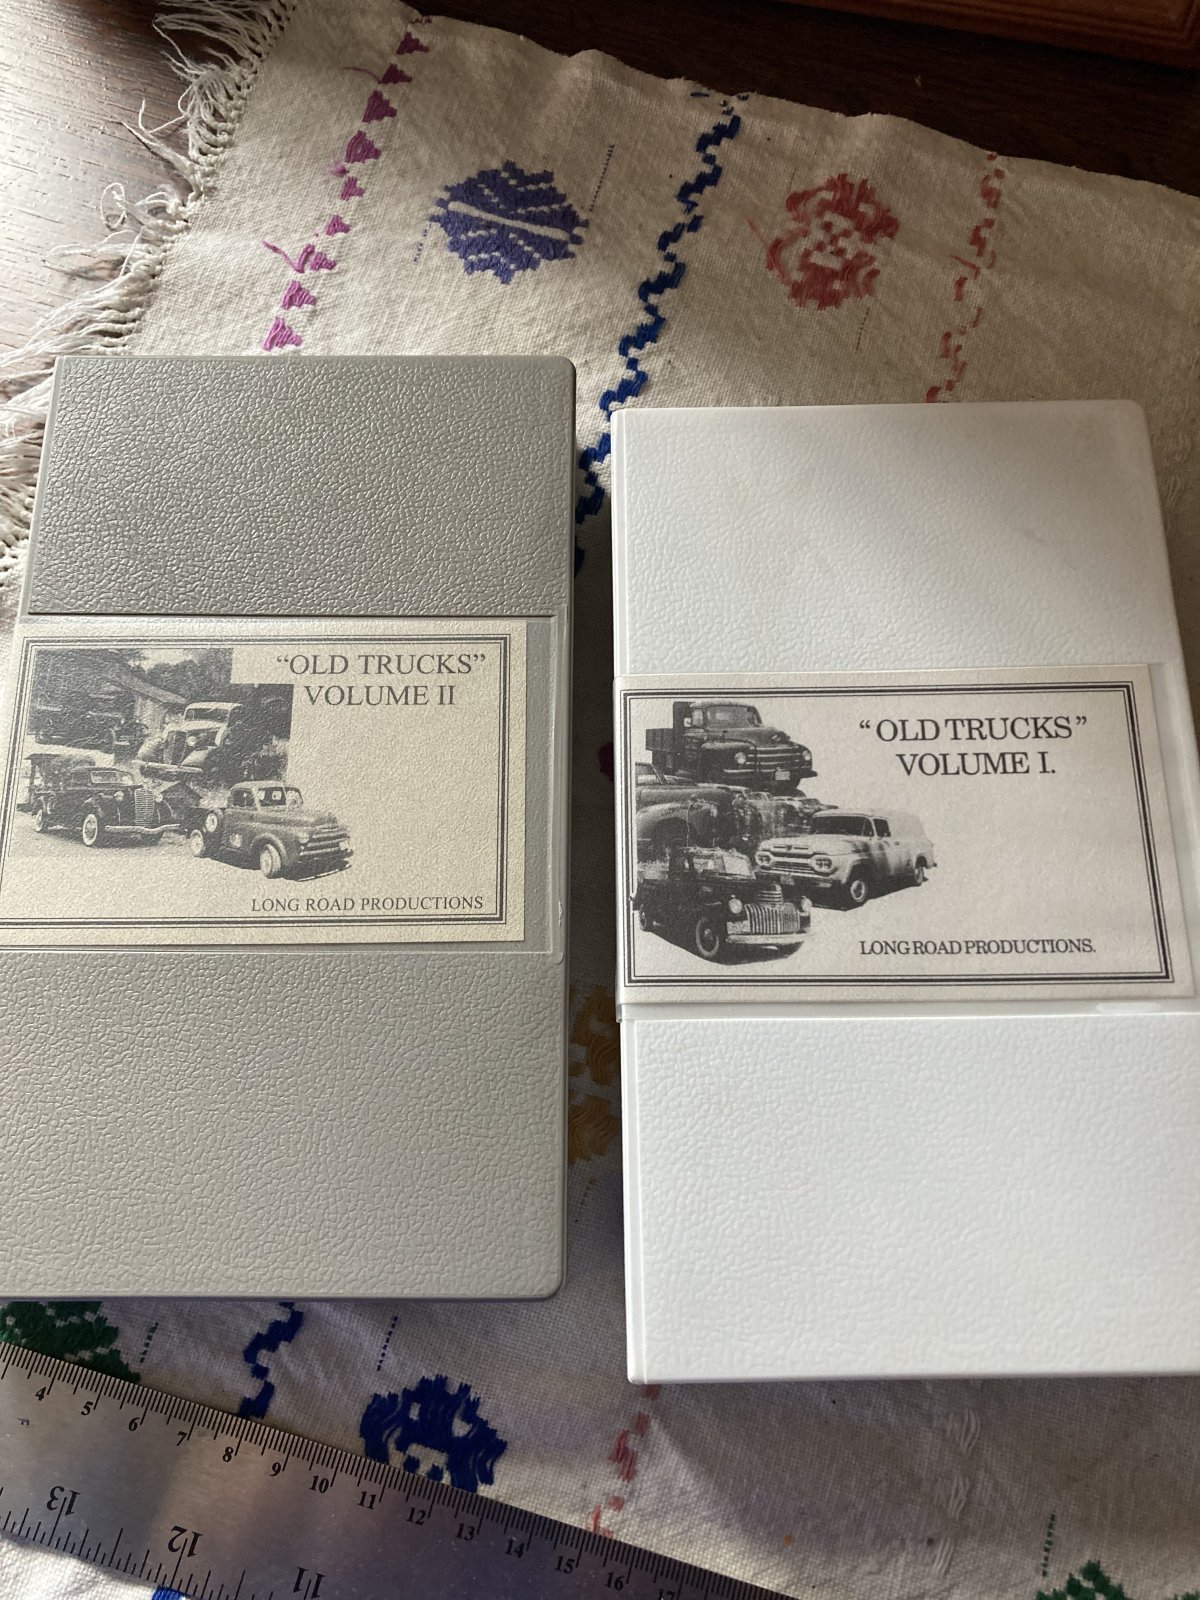 “OLD TRUCKS”
VOLUME II
LONG ROAD PRODUCTIONS
“OLD TRUCKS”
VOLUME I.
LONG ROAD PRODUCTIONS.
4 5 6 7 8 9 10 11 12 13 14 15 16 17
13 12 11